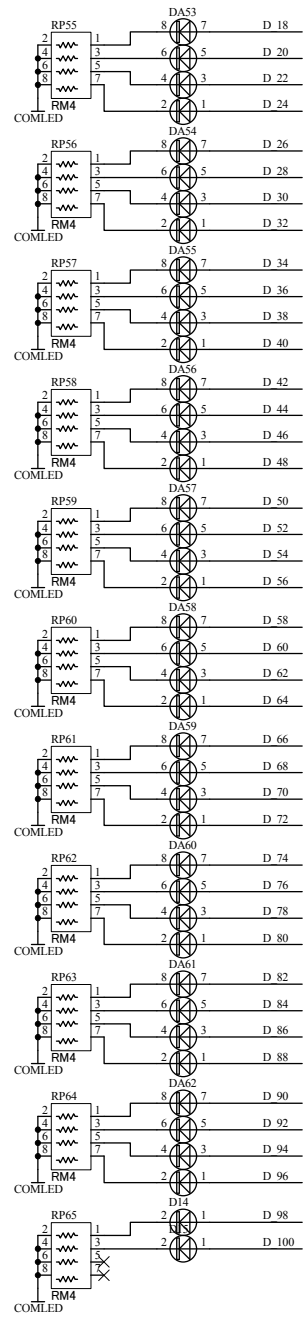 RP55 DA53
2 1 8 7 D 18
4 3 6 5 D 20
6 5 4 3 D 22
8 7 2 1 D 24
RM4
COMLED
RP56 DA54
2 1 8 7 D 26
4 3 6 5 D 28
6 5 4 3 D 30
8 7 2 1 D 32
RM4
COMLED
RP57 DA55
2 1 8 7 D 34
4 3 6 5 D 36
6 5 4 3 D 38
8 7 2 1 D 40
RM4
COMLED
RP58 DA56
2 1 8 7 D 42
4 3 6 5 D 44
6 5 4 3 D 46
8 7 2 1 D 48
RM4
COMLED
RP59 DA57
2 1 8 7 D 50
4 3 6 5 D 52
6 5 4 3 D 54
8 7 2 1 D 56
RM4
COMLED
RP60 DA58
2 1 8 7 D 58
4 3 6 5 D 60
6 5 4 3 D 62
8 7 2 1 D 64
RM4
COMLED
RP61 DA59
2 1 8 7 D 66
4 3 6 5 D 68
6 5 4 3 D 70
8 7 2 1 D 72
RM4
COMLED
RP62 DA60
2 1 8 7 D 74
4 3 6 5 D 76
6 5 4 3 D 78
8 7 2 1 D 80
RM4
COMLED
RP63 DA61
2 1 8 7 D 82
4 3 6 5 D 84
6 5 4 3 D 86
8 7 2 1 D 88
RM4
COMLED
RP64 DA62
2 1 8 7 D 90
4 3 6 5 D 92
6 5 4 3 D 94
8 7 2 1 D 96
RM4
COMLED
RP65 D14
2 1 2 1 D 98
D15
4 3 2 1 D 100
6 5
8 7
RM4
COMLED